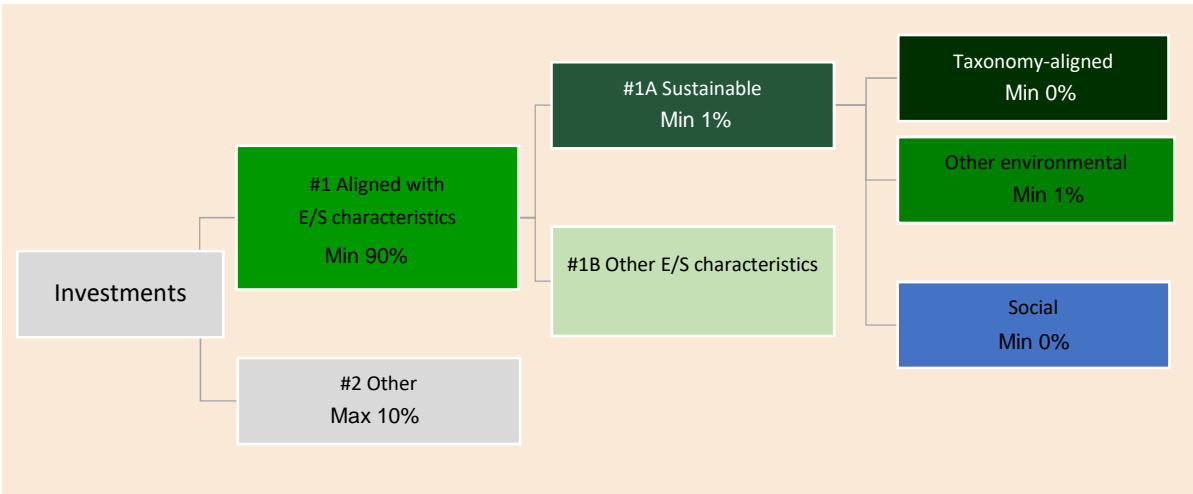 Investments
#1 Aligned with
E/S characteristics
Min 90%
#2 Other
Max 10%
#1A Sustainable
Min 1%
#1B Other E/S characteristics
Taxonomy-aligned
Min 0%
Other environmental
Min 1%
Social
Min 0%